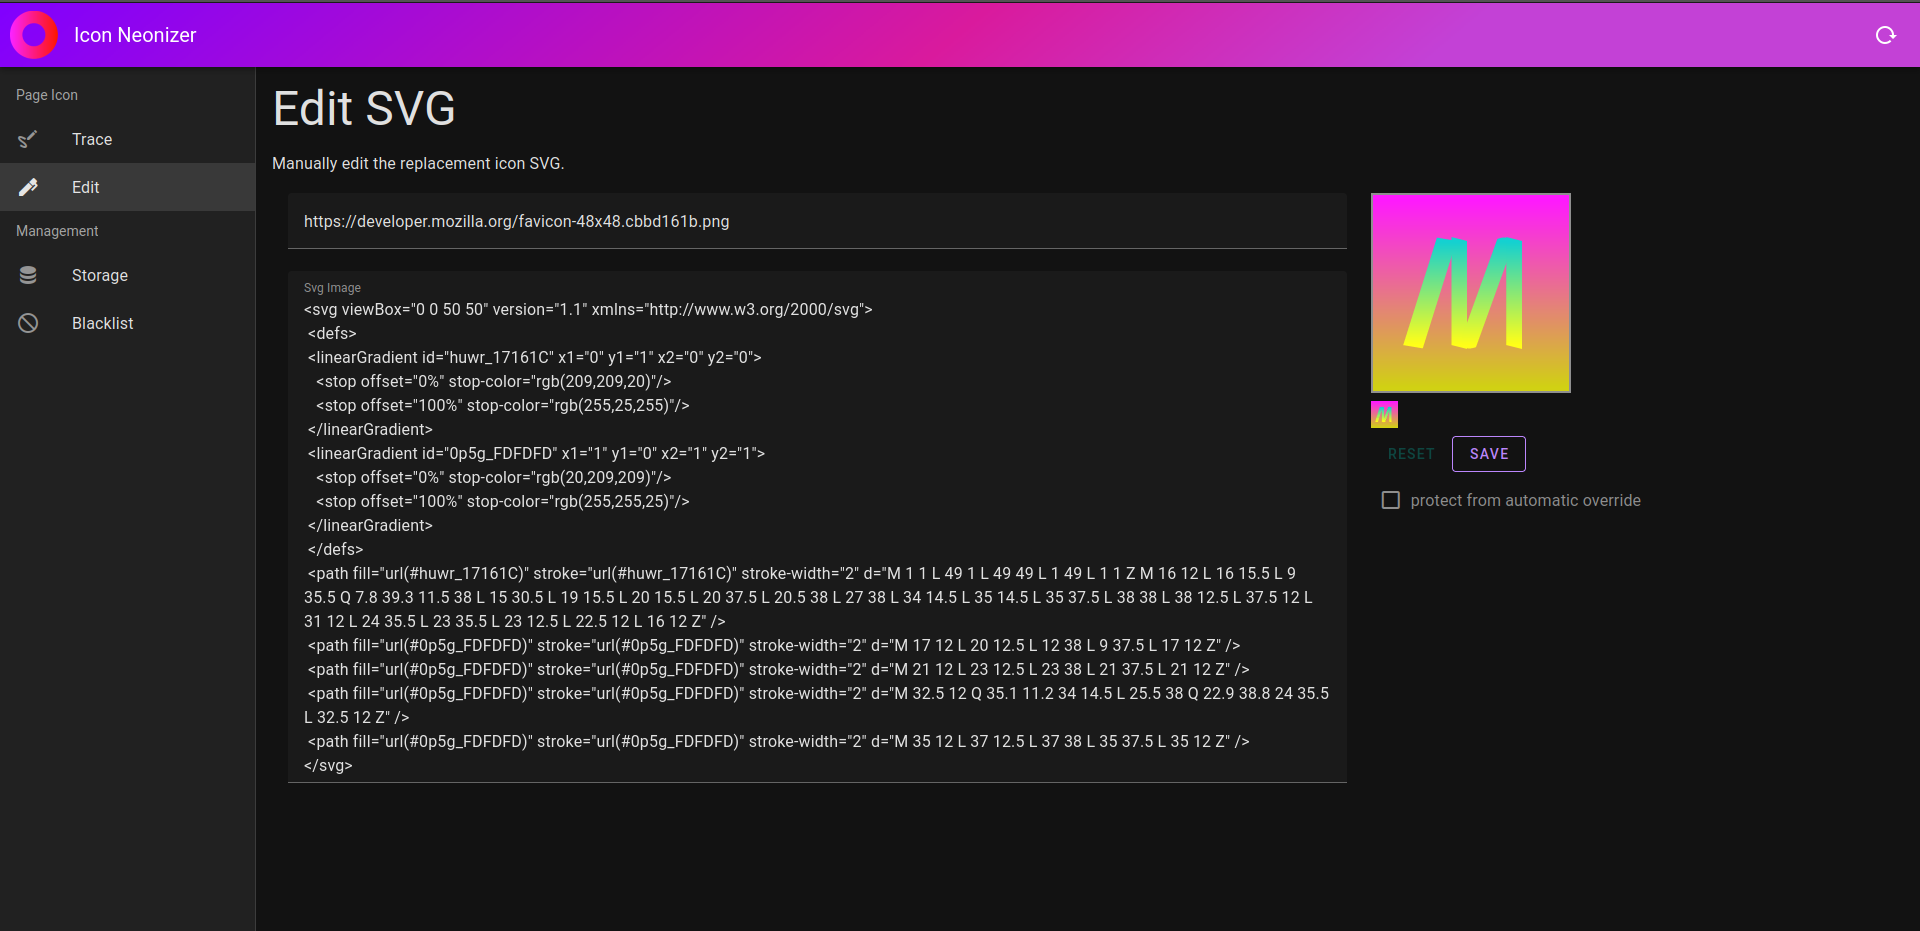 Icon Neonizer
Page Icon
Trace
Edit
Management
Storage
Blacklist
Edit SVG
Manually edit the replacement icon SVG.
https://developer.mozilla.org/favicon-48x48.cbbd161b.png
Svg Image
<svg viewBox="0 0 50 50" version="1.1" xmlns="http://www.w3.org/2000/svg">
<defs>
<linearGradient id="huwr_17161C" x1="0" y1="1" x2="0" y2="0">
<stop offset="0%" stop-color="rgb(209,209,20)"/>
<stop offset="100%" stop-color="rgb(255,25,255)"/>
</linearGradient>
<linearGradient id="0p5g_FDFDFD" x1="1" y1="0" x2="1" y2="1">
<stop offset="0%" stop-color="rgb(20,209,209)"/>
<stop offset="100%" stop-color="rgb(255,255,25)"/>
</linearGradient>
</defs>
<path fill="url(#huwr_17161C)" stroke="url(#huwr_17161C)" stroke-width="2" d="M 1 1 L 49 1 L 49 49 L 1 49 L 1 1 Z M 16 12 L 16 15.5 L 9
35.5 Q 7.8 39.3 11.5 38 L 15 30.5 L 19 15.5 L 20 15.5 L 20 37.5 L 20.5 38 L 27 38 L 34 14.5 L 35 14.5 L 35 37.5 L 38 38 L 38 12.5 L 37.5 12 L
31 12 L 24 35.5 L 23 35.5 L 23 12.5 L 22.5 12 L 16 12 Z" />
<path fill="url(#0p5g_FDFDFD)" stroke="url(#0p5g_FDFDFD)" stroke-width="2" d="M 17 12 L 20 12.5 L 12 38 L 9 37.5 L 17 12 Z" />
<path fill="url(#0p5g_FDFDFD)" stroke="url(#0p5g_FDFDFD)" stroke-width="2" d="M 21 12 L 23 12.5 L 23 38 L 21 37.5 L 21 12 Z" />
<path fill="url(#0p5g_FDFDFD)" stroke="url(#0p5g_FDFDFD)" stroke-width="2" d="M 32.5 12 Q 35.1 11.2 34 14.5 L 25.5 38 Q 22.9 38.8 24 35.5
L 32.5 12 Z" />
<path fill="url(#0p5g_FDFDFD)" stroke="url(#0p5g_FDFDFD)" stroke-width="2" d="M 35 12 L 37 12.5 L 37 38 L 35 37.5 L 35 12 Z" />
</svg>
M
M
RESET SAVE
protect from automatic override